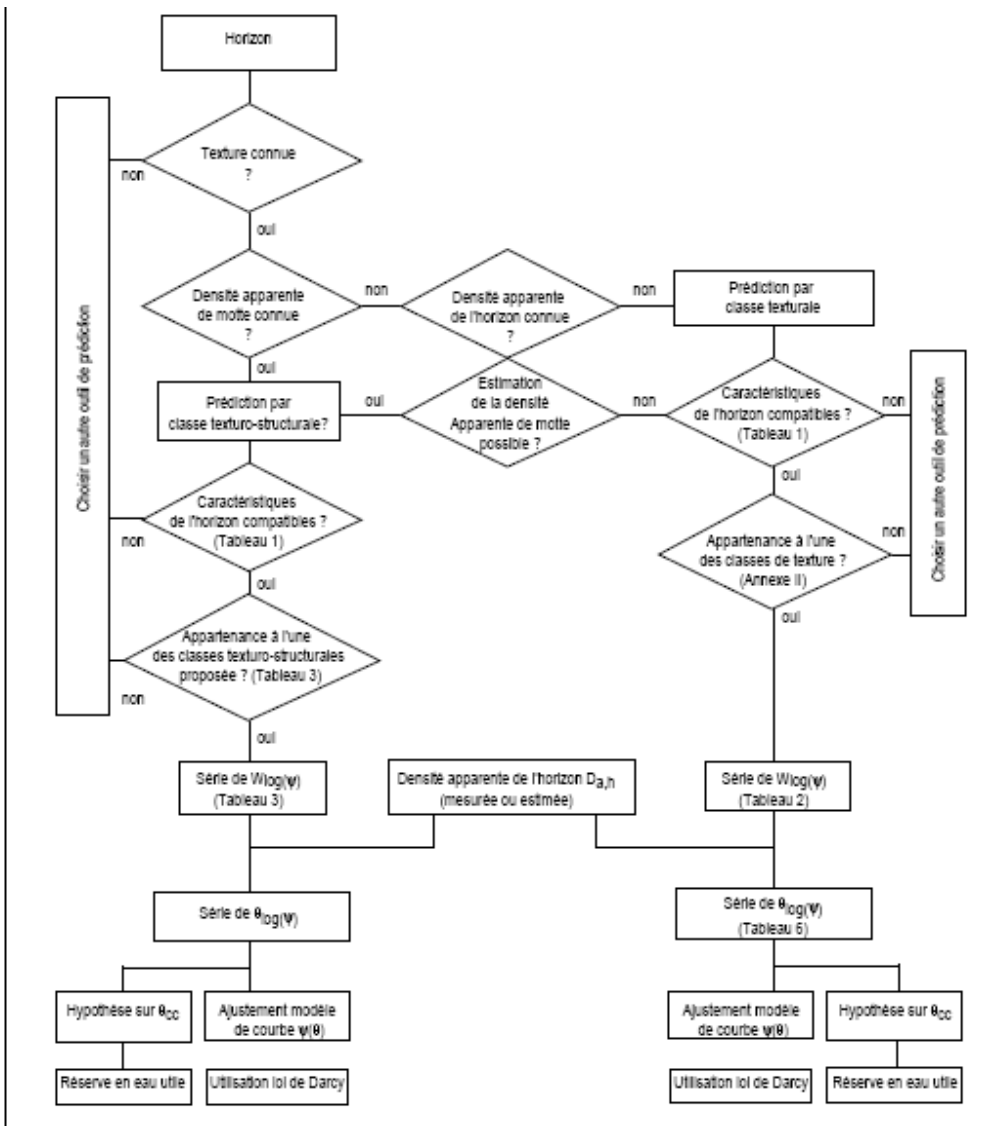 Horizon
Texture connue
?
non
oui
Densité apparente
de motte connue
?
non
Densité apparente
de l'horizon connue
?
non
Prédiction par
classe texturale
oui
Prédiction par
classe texturo-structurale?
oui
Estimation
de la densité
Apparente de motte
possible ?
non
Caractéristiques
de l'horizon compatibles ?
(Tableau 1)
non
Choisir un autre outil de prédiction
Choisir un autre outil de prédiction
Caractéristiques
de l'horizon compatibles ?
(Tableau 1)
non
oui
oui
Appartenance à l'une
des classes de texture ?
(Annexe II)
non
oui
Appartenance à l'une
des classes texturo-structurales
proposée ? (Tableau 3)
non
oui
Série de Wlog(ψ)
(Tableau 3)
Densité apparente de l'horizon Da,h
(mesurée ou estimée)
Série de Wlog(ψ)
(Tableau 2)
Série de θlog(ψ)
Série de θlog(ψ)
(Tableau 6)
Hypothèse sur θcc
Ajustement modèle
de courbe ψ(θ)
Ajustement modèle
de courbe ψ(θ)
Hypothèse sur θcc
Réserve en eau utile
Utilisation loi de Darcy
Utilisation loi de Darcy
Réserve en eau utile